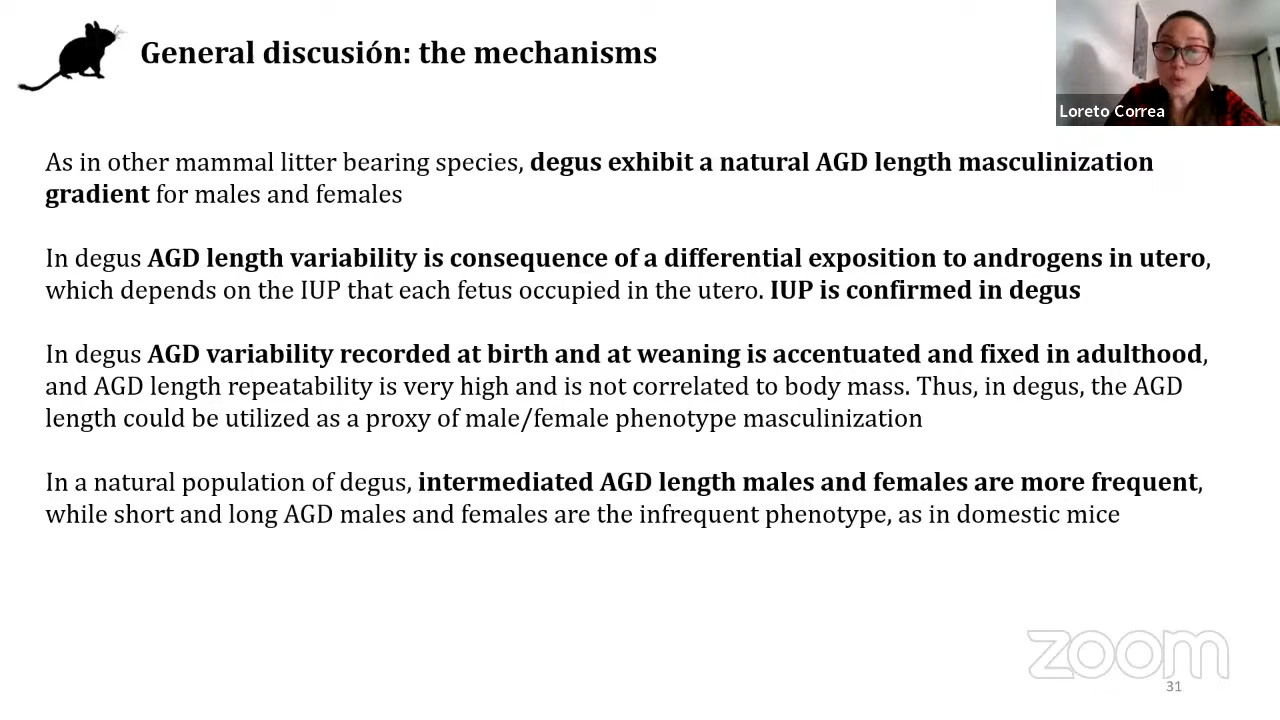 General discusión: the mechanisms
Loreto Correa
As in other mammal litter bearing species, degus exhibit a natural AGD length masculinization
gradient for males and females
In degus AGD length variability is consequence of a differential exposition to androgens in utero,
which depends on the IUP that each fetus occupied in the utero. IUP is confirmed in degus
In degus AGD variability recorded at birth and at weaning is accentuated and fixed in adulthood,
and AGD length repeatability is very high and is not correlated to body mass. Thus, in degus, the AGD
length could be utilized as a proxy of male/female phenotype masculinization
In a natural population of degus, intermediated AGD length males and females are more frequent,
while short and long AGD males and females are the infrequent phenotype, as in domestic mice
zoom
31